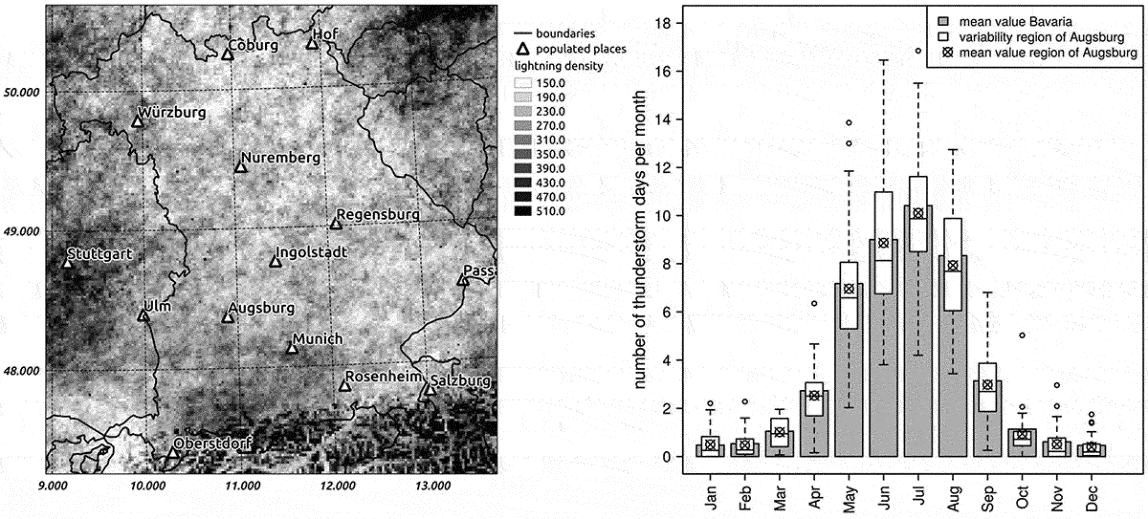 Coburg
Hof
Würzburg
Nuremberg
Regensburg
Stuttgart
Ingolstadt
Pass
Ulm
Augsburg
Munich
Rosenheim
Salzburg
Oberstdorf
50.000
49.000
48.000
9.000 10.000 11.000 12.000 13.000
boundaries
populated places
lightning density
150.0
190.0
230.0
270.0
310.0
350.0
390.0
430.0
470.0
510.0
number of thunderstorm days per month
18
16
14
12
10
8
6
4
2
0
mean value Bavaria
variability region of Augsburg
mean value region of Augsburg
Jan Feb Mar Apr May Jun Jul Aug Sep Oct Nov Dec